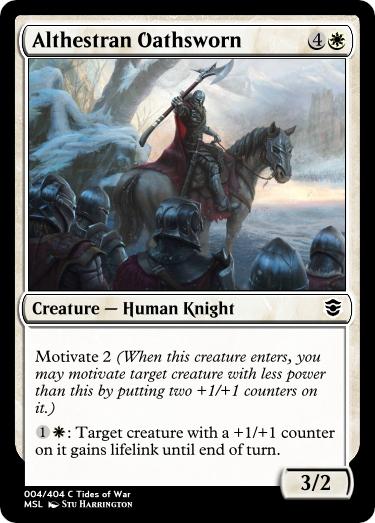 Althestran Oathsworn 4
Creature — Human Knight
Motivate 2 (When this creature enters, you
may motivate target creature with less power
than this by putting two +1/+1 counters on
it.)
1 : Target creature with a +1/+1 counter
on it gains lifelink until end of turn.
3/2
004/404 C Tides of War
MSL Stu Harrington